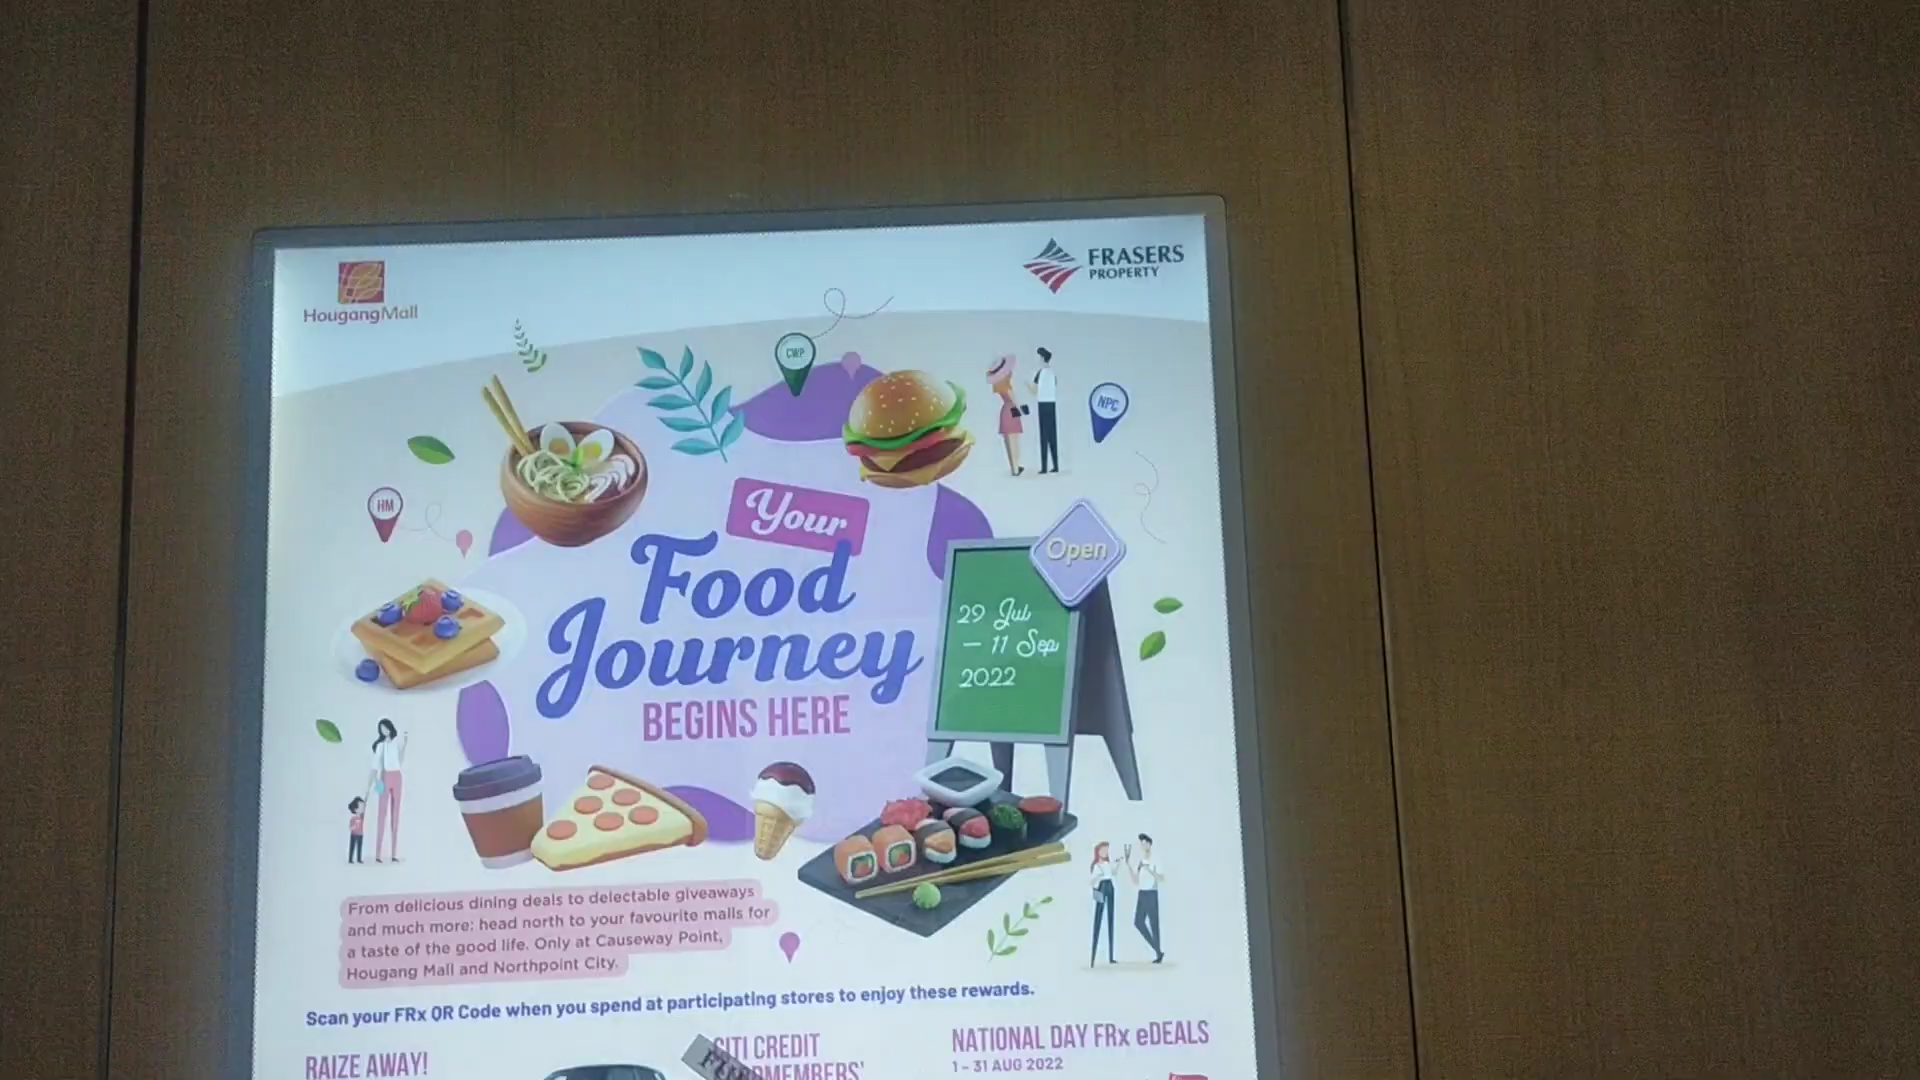 HougangMall
FRASERS
PROPERTY
CWP
NPC
HM
Your
Food
Journey
BEGINS HERE
Open
29 Jul
– 11 Sep
2022
From delicious dining deals to delectable giveaways
and much more: head north to your favourite malls for
a taste of the good life. Only at Causeway Point,
Hougang Mall and Northpoint City.
Scan your FRx QR Code when you spend at participating stores to enjoy these rewards.
RAIZE AWAY!
CITI CREDIT
NATIONAL DAY FRx eDEALS
1 – 31 AUG 2022